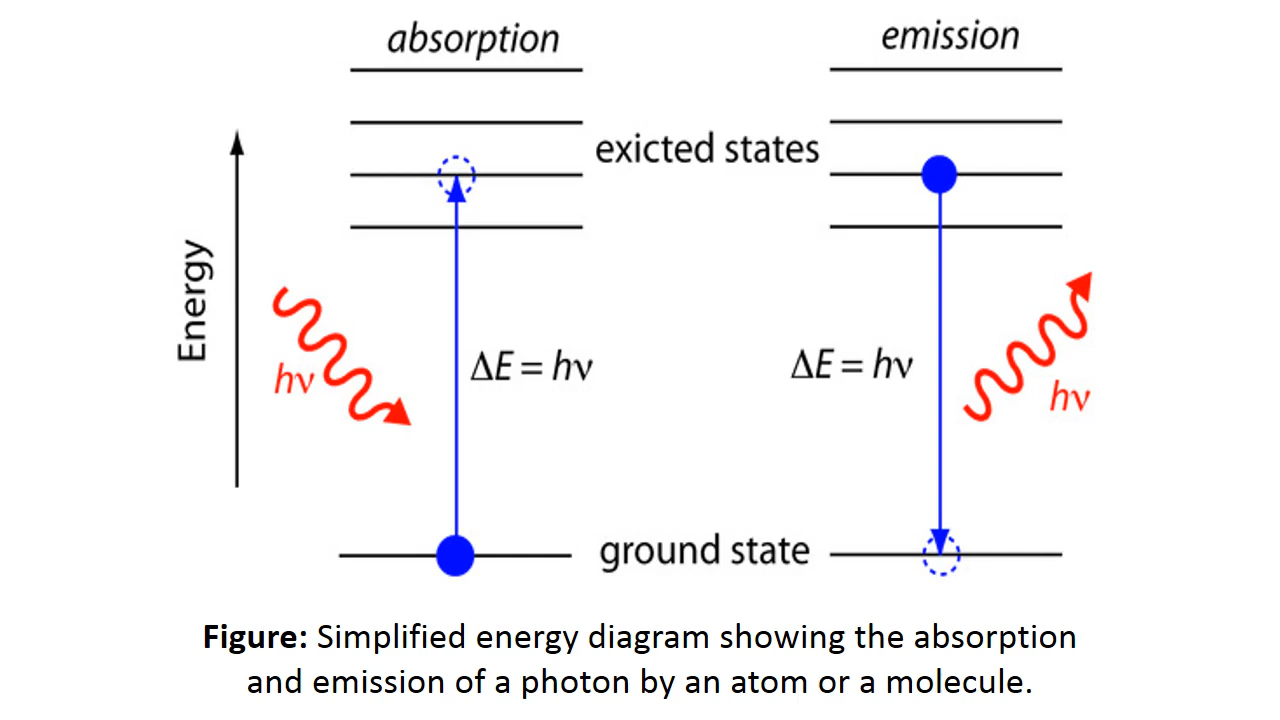 absorption
emission
exicted states
Energy
hν
ΔE = hν
ΔE = hν
hν
ground state
Figure: Simplified energy diagram showing the absorption
and emission of a photon by an atom or a molecule.